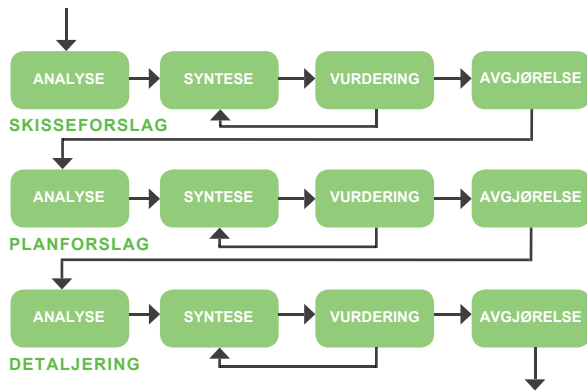 ANALYSE SYNTESE VURDERING AVGJØRELSE
SKISSEFORSLAG
ANALYSE SYNTESE VURDERING AVGJØRELSE
PLANFORSLAG
ANALYSE SYNTESE VURDERING AVGJØRELSE
DETALJERING